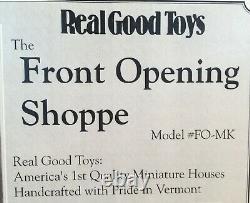 Real Good Toys
The
Front Opening
Shoppe
Model #FO-MK
Real Good Toys:
America's 1st Quality Miniature Houses
Handcrafted with Pride in Vermont
ebay